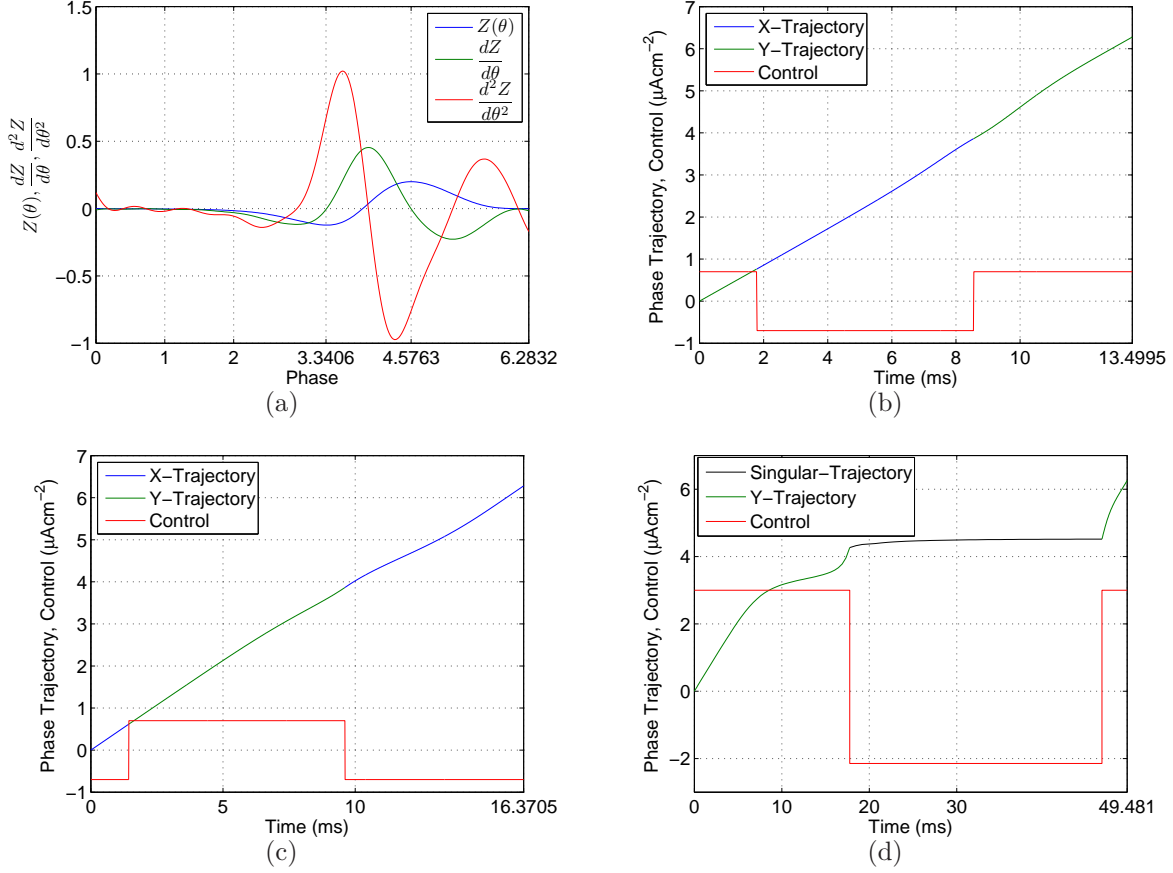 1.5
1
0.5
0
−0.5
−1
Z(θ), dZ/dθ, d²Z/dθ²
Z(θ)
dZ/dθ
d²Z/dθ²
0 1 2 3.3406 4.5763 6.2832
Phase
(a)
7
6
5
4
3
2
1
0
−1
Phase Trajectory, Control (μAcm−2)
X−Trajectory
Y−Trajectory
Control
0 2 4 6 8 10 13.4995
Time (ms)
(b)
7
6
5
4
3
2
1
0
−1
Phase Trajectory, Control (μAcm−2)
X−Trajectory
Y−Trajectory
Control
0 5 10 16.3705
Time (ms)
(c)
6
4
2
0
−2
Phase Trajectory, Control (μAcm−2)
Singular−Trajectory
Y−Trajectory
Control
0 10 20 30 49.481
Time (ms)
(d)